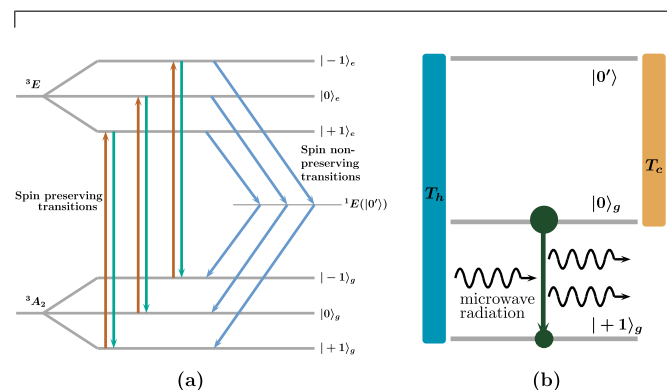 ³E
|−1⟩ₑ
|0⟩ₑ
|+1⟩ₑ
Spin non-
preserving
transitions
Spin preserving
transitions
¹E(|0′⟩)
³A₂
|−1⟩g
|0⟩g
|+1⟩g
(a)
|0′⟩
Tₕ
T꜀
|0⟩g
microwave
radiation
|+1⟩g
(b)